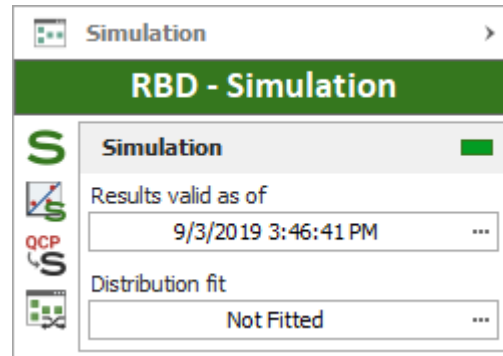 Simulation
RBD - Simulation
S
Simulation
Results valid as of
S
9/3/2019 3:46:41 PM
...
QCP
S
Distribution fit
Not Fitted
...